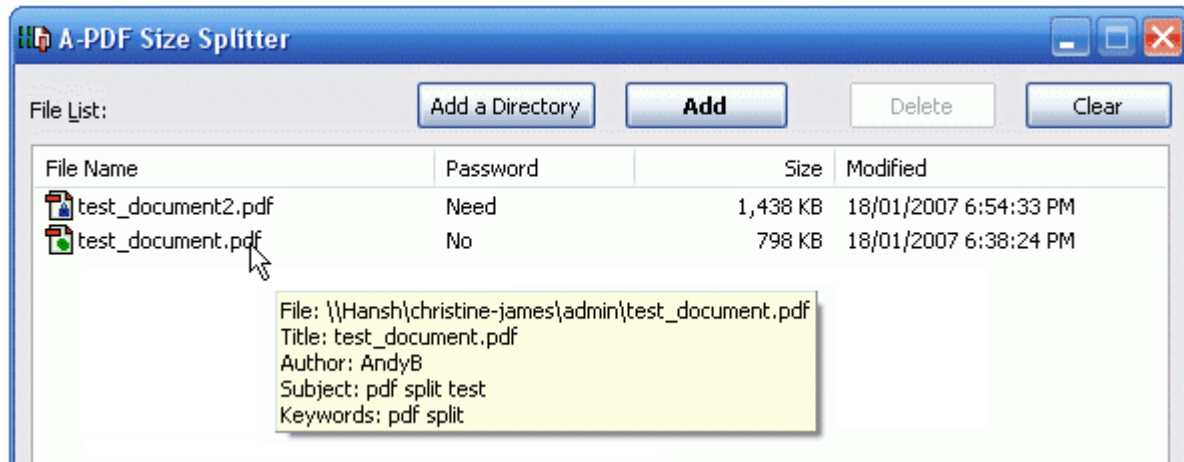 A-PDF Size Splitter
File List: Add a Directory Add Delete Clear
File Name Password Size Modified
test_document2.pdf Need 1,438 KB 18/01/2007 6:54:33 PM
test_document.pdf No 798 KB 18/01/2007 6:38:24 PM
File: \\Hansh\christine-james\admin\test_document.pdf
Title: test_document.pdf
Author: AndyB
Subject: pdf split test
Keywords: pdf split